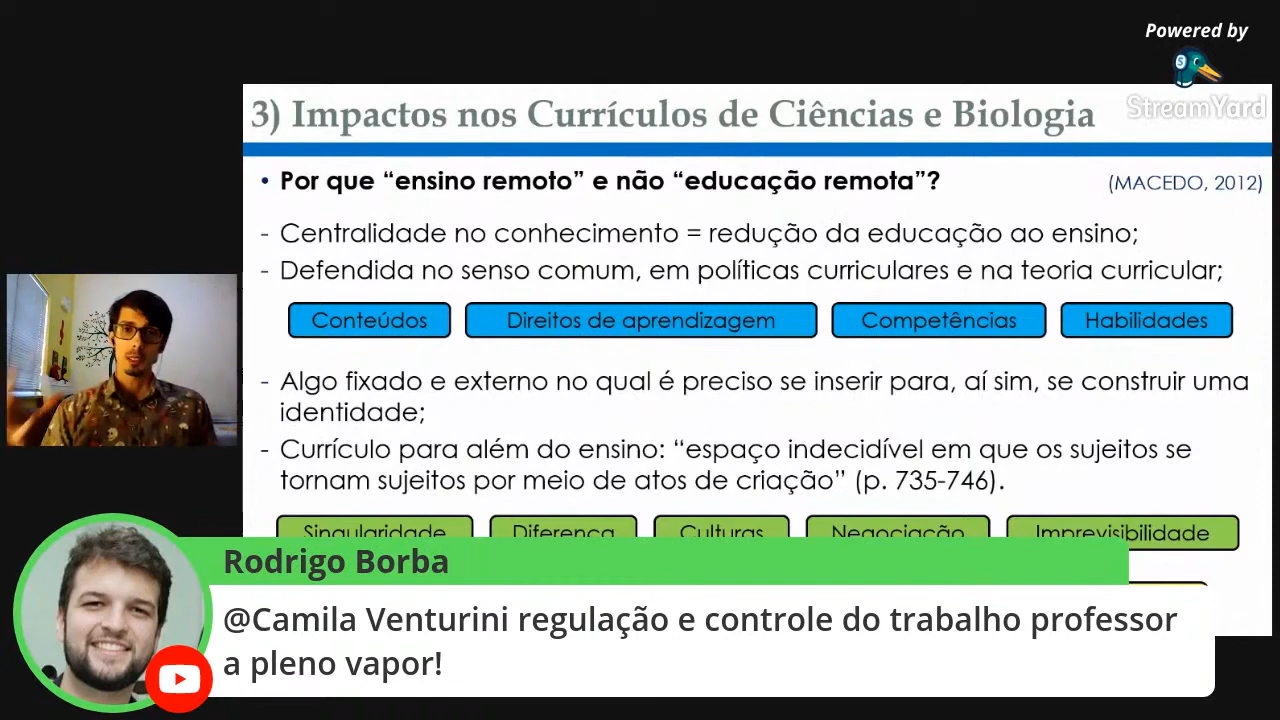 Powered by
StreamYard
3) Impactos nos Currículos de Ciências e Biologia
• Por que “ensino remoto” e não “educação remota”? (MACEDO, 2012)
- Centralidade no conhecimento = redução da educação ao ensino;
- Defendida no senso comum, em políticas curriculares e na teoria curricular;
Conteúdos Direitos de aprendizagem Competências Habilidades
- Algo fixado e externo no qual é preciso se inserir para, aí sim, se construir uma
identidade;
- Currículo para além do ensino: “espaço indecidível em que os sujeitos se
tornam sujeitos por meio de atos de criação” (p. 735-746).
Singularidade Diferença Culturas Negociação Imprevisibilidade
Rodrigo Borba
@Camila Venturini regulação e controle do trabalho professor
a pleno vapor!